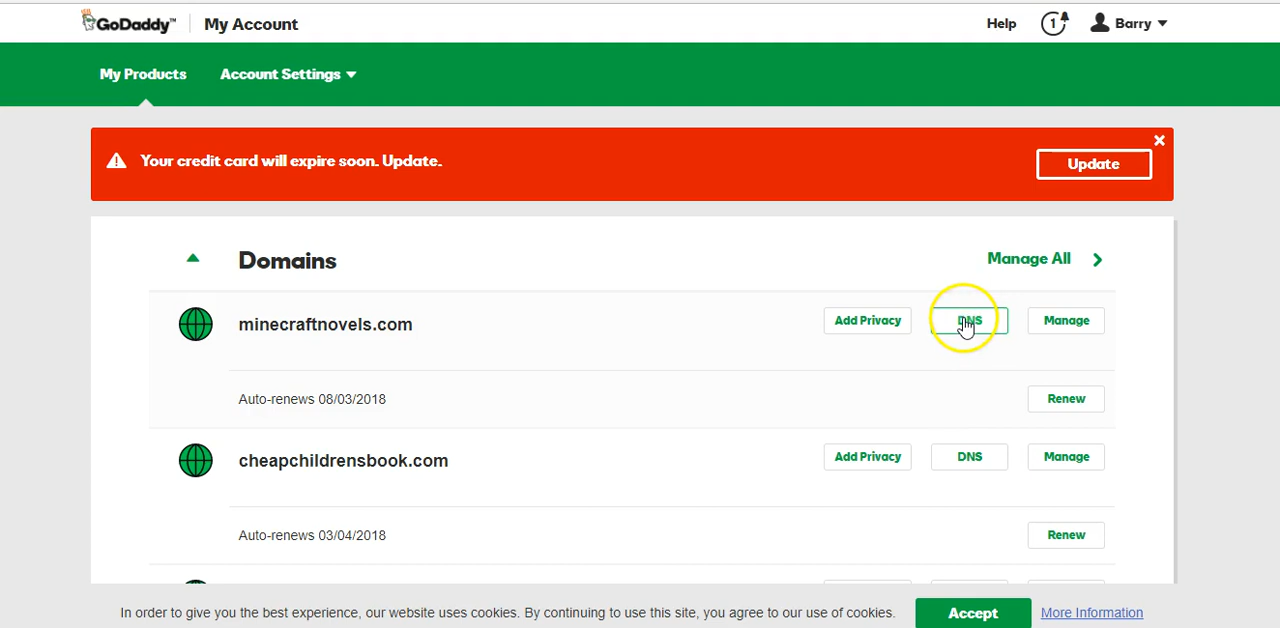 GoDaddy™ My Account Help 1 Barry
My Products Account Settings
Your credit card will expire soon. Update. Update
Domains Manage All
minecraftnovels.com Add Privacy DNS Manage
Auto-renews 08/03/2018 Renew
cheapchildrensbook.com Add Privacy DNS Manage
Auto-renews 03/04/2018 Renew
In order to give you the best experience, our website uses cookies. By continuing to use this site, you agree to our use of cookies. Accept More Information